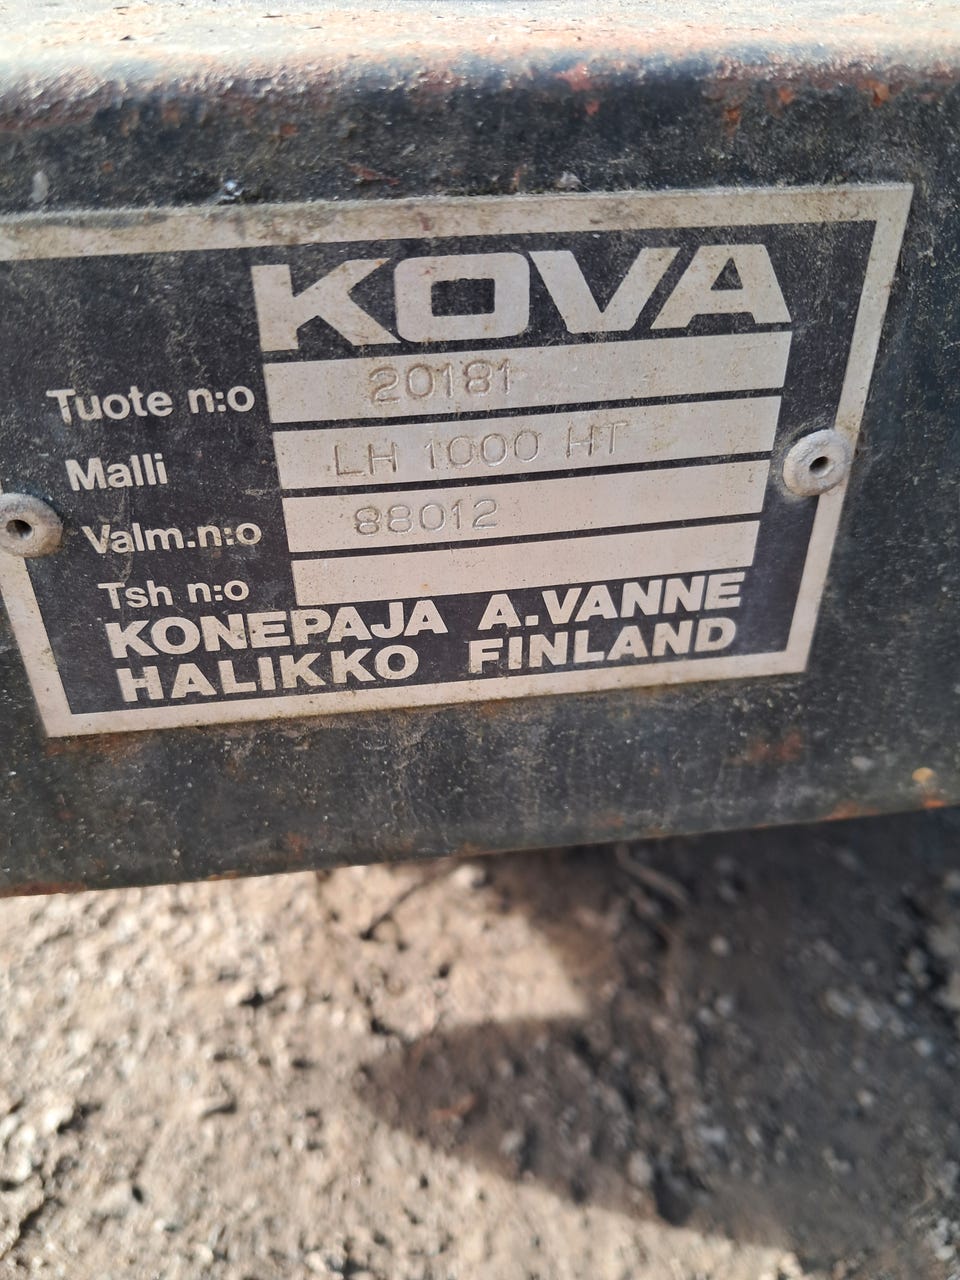 KOVA
Tuote n:o 20181
Malli LH 1000 HT
Valm.n:o 88012
Tsh n:o
KONEPAJA A.VANNE
HALIKKO FINLAND